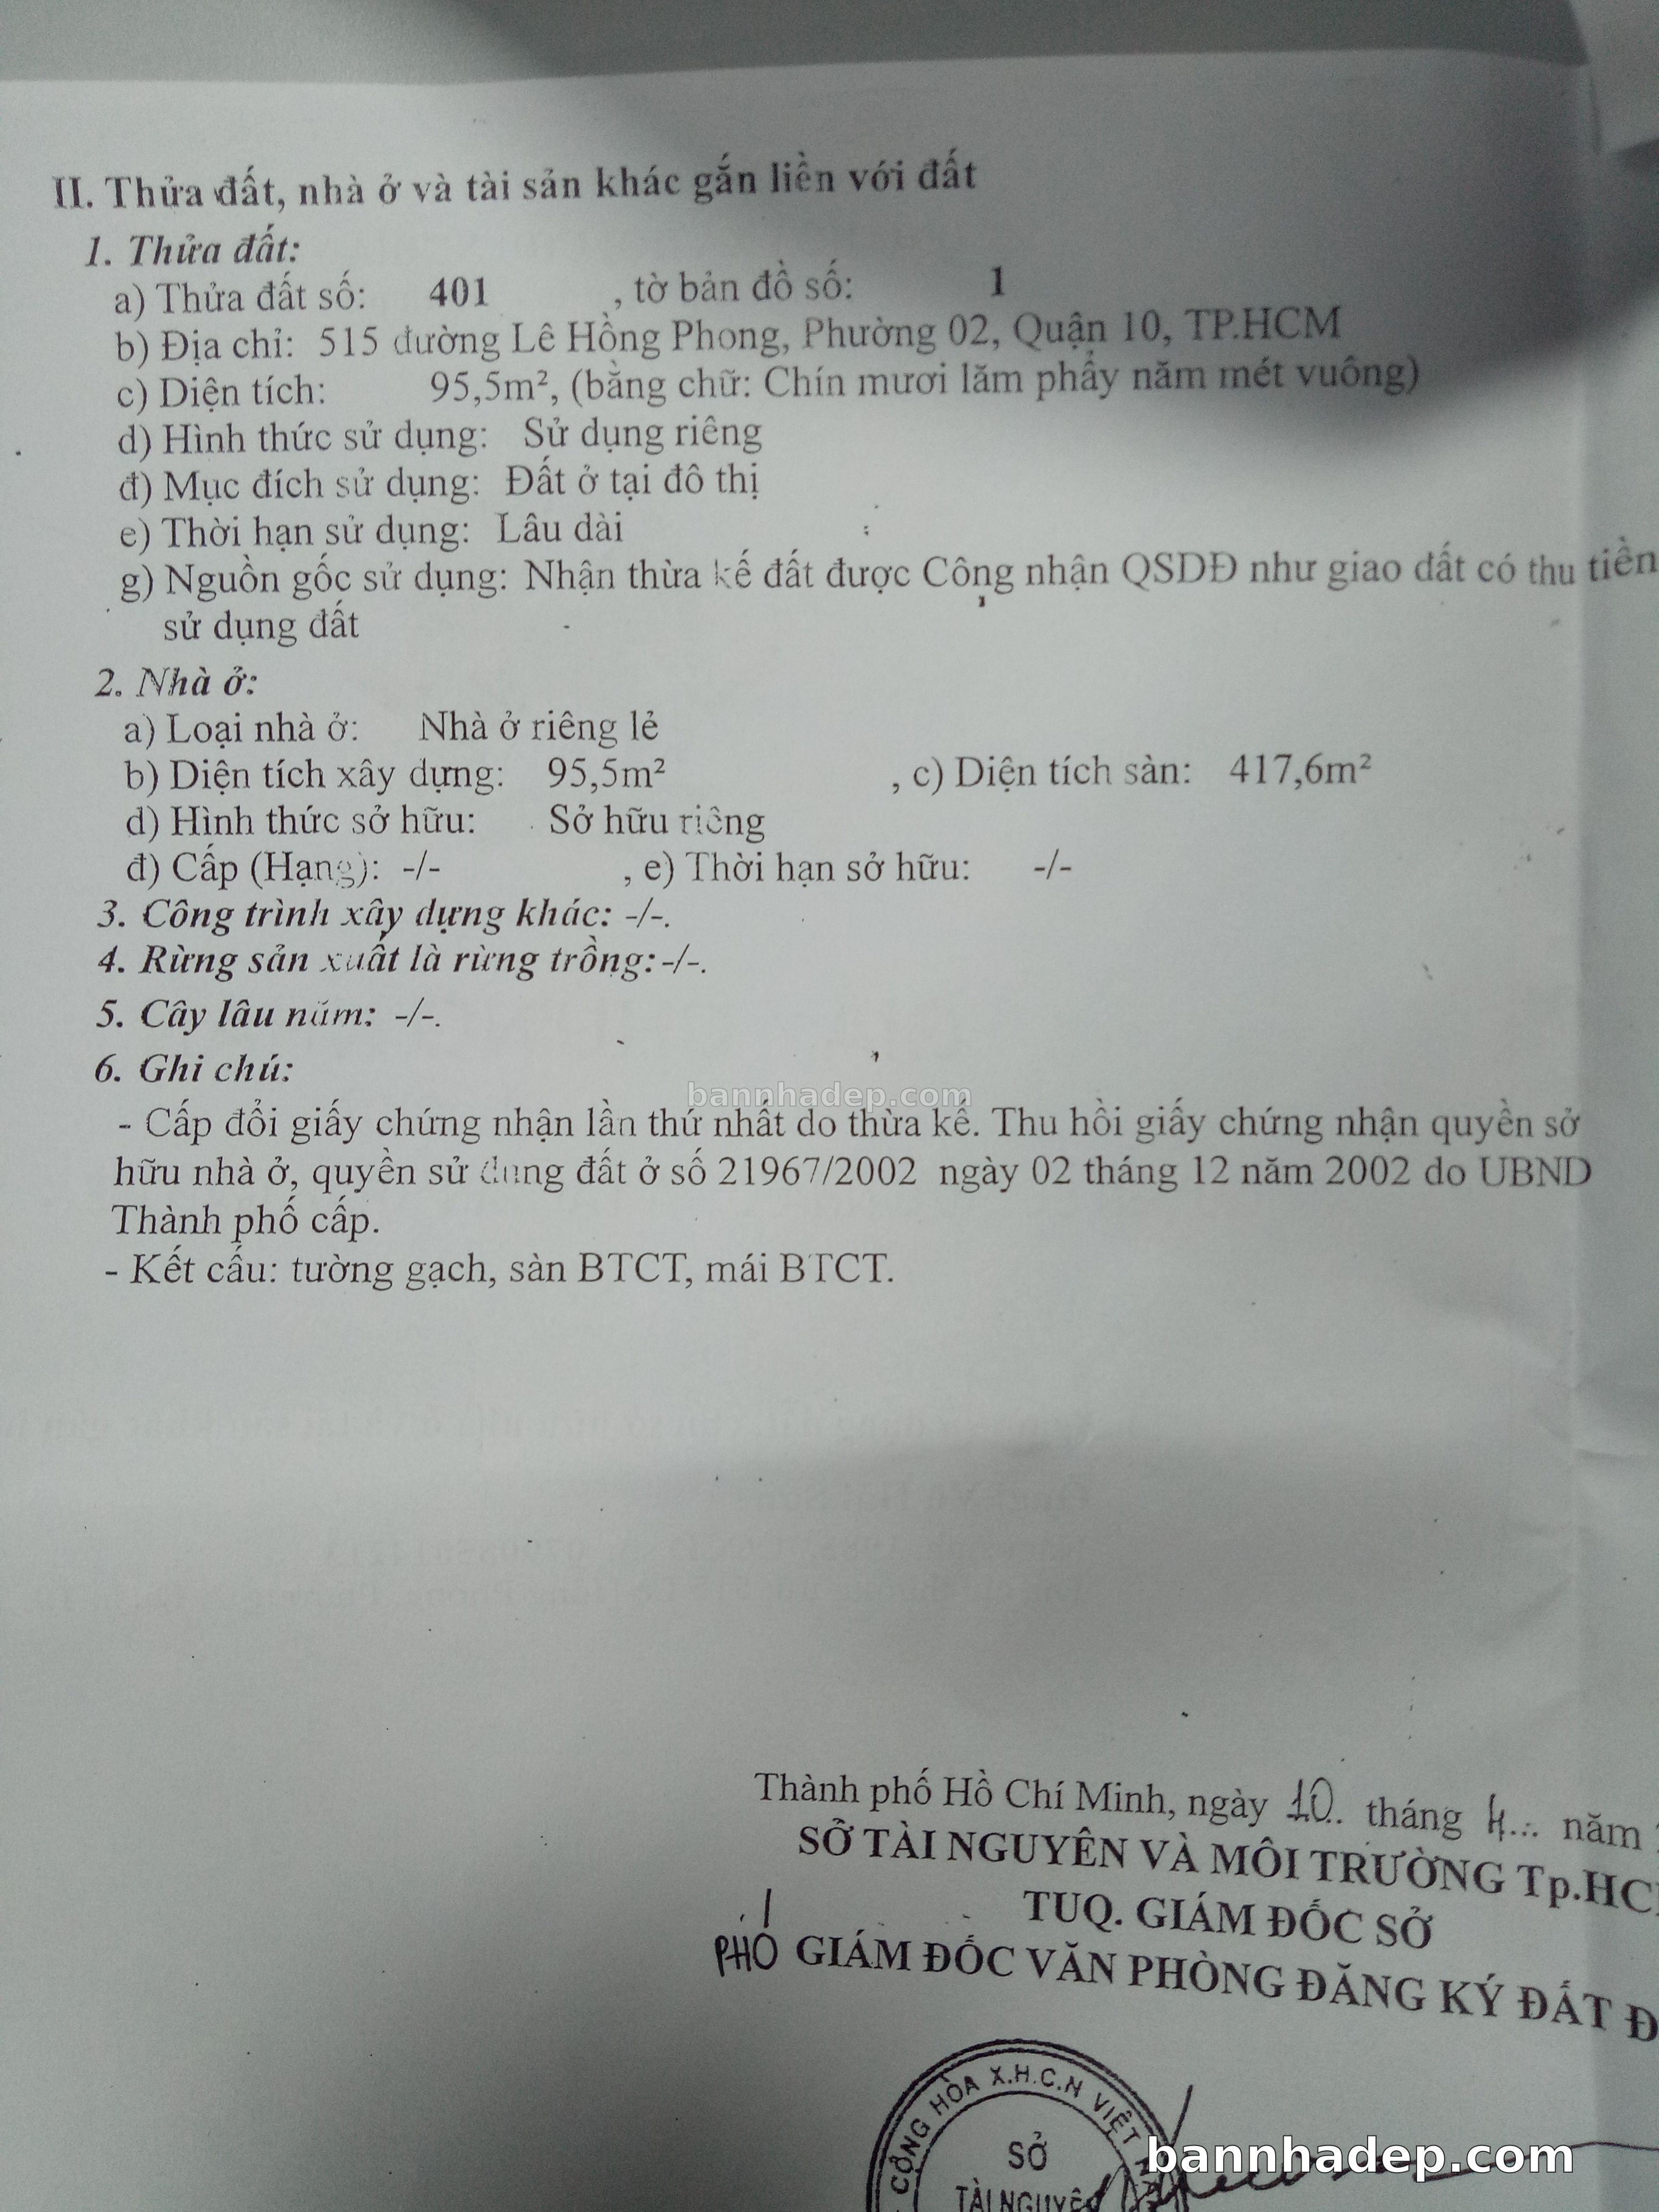 II. Thửa đất, nhà ở và tài sản khác gắn liền với đất
1. Thửa đất:
a) Thửa đất số: 401 , tờ bản đồ số: 1
b) Địa chỉ: 515 đường Lê Hồng Phong, Phường 02, Quận 10, TP.HCM
c) Diện tích: 95,5m², (bằng chữ: Chín mươi lăm phẩy năm mét vuông)
d) Hình thức sử dụng: Sử dụng riêng
đ) Mục đích sử dụng: Đất ở tại đô thị
e) Thời hạn sử dụng: Lâu dài
g) Nguồn gốc sử dụng: Nhận thừa kế đất được Công nhận QSDĐ như giao đất có thu tiền
sử dụng đất
2. Nhà ở:
a) Loại nhà ở: Nhà ở riêng lẻ
b) Diện tích xây dựng: 95,5m² , c) Diện tích sàn: 417,6m²
d) Hình thức sở hữu: Sở hữu riêng
đ) Cấp (Hạng): -/- , e) Thời hạn sở hữu: -/-
3. Công trình xây dựng khác: -/-.
4. Rừng sản xuất là rừng trồng:-/-.
5. Cây lâu năm: -/-.
6. Ghi chú:
bannhadep.com
- Cấp đổi giấy chứng nhận lần thứ nhất do thừa kế. Thu hồi giấy chứng nhận quyền sở
hữu nhà ở, quyền sử dụng đất ở số 21967/2002 ngày 02 tháng 12 năm 2002 do UBND
Thành phố cấp.
- Kết cấu: tường gạch, sàn BTCT, mái BTCT.
Thành phố Hồ Chí Minh, ngày 10.. tháng 4... năm
SỞ TÀI NGUYÊN VÀ MÔI TRƯỜNG Tp.HC
TUQ. GIÁM ĐỐC SỞ
PHÓ GIÁM ĐỐC VĂN PHÒNG ĐĂNG KÝ ĐẤT Đ
CỘNG HÒA X.H.C.N VIỆT
SỞ
TÀI NGUYÊ
bannhadep.com